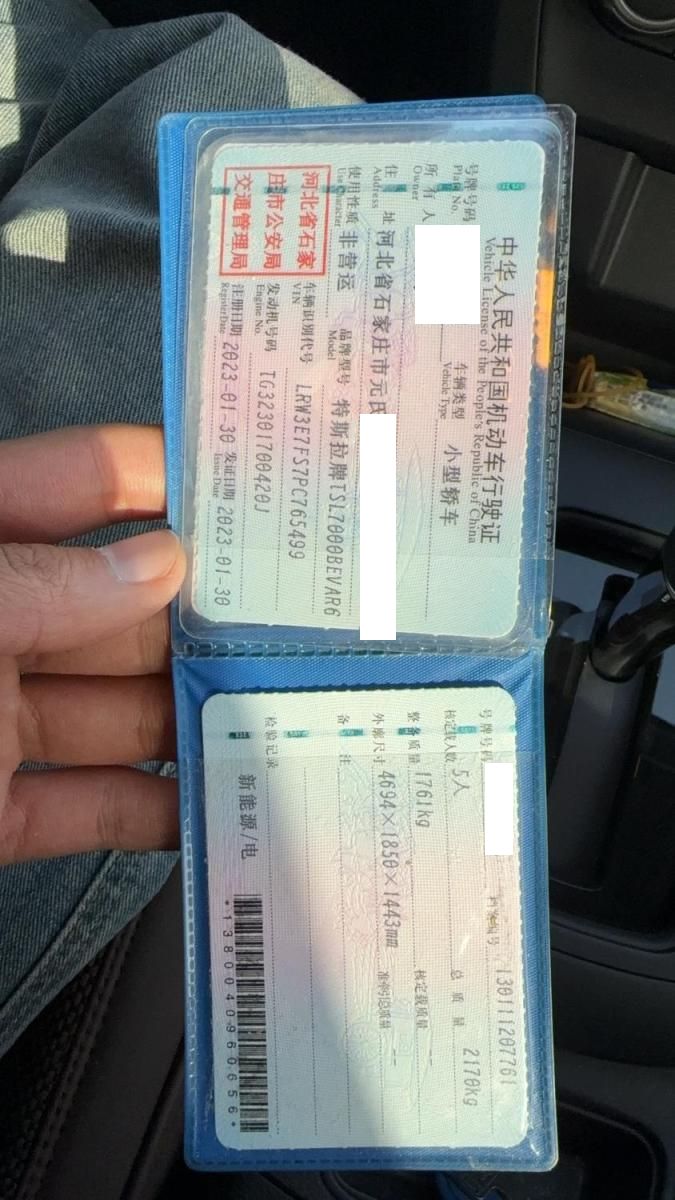 中华人民共和国机动车行驶证
Vehicle License of the People's Republic of China
号牌号码
Plate No.
车辆类型 小型轿车
Vehicle Type
所有人
Owner
住址 河北省石家庄市元氏
Address
使用性质 非营运
Use Character
品牌型号 特斯拉牌TSL7000BEVAR6
Model
河北省石家
庄市公安局
交通管理局
车辆识别代号 LRW3E7FS7PC765499
VIN
发动机号码 TG3230170042ØJ
Engine No.
注册日期 2023-01-30 发证日期 2023-01-30
Register Date Issue Date
号牌号码 档案编号 130111207761
核定载人数 5人 总质量 2170kg
整备质量 1761kg 核定载质量 --
外廓尺寸 4694×1850×1443mm 准牵引总质量 --
备注
检验记录
新能源/电
*1380040960656*